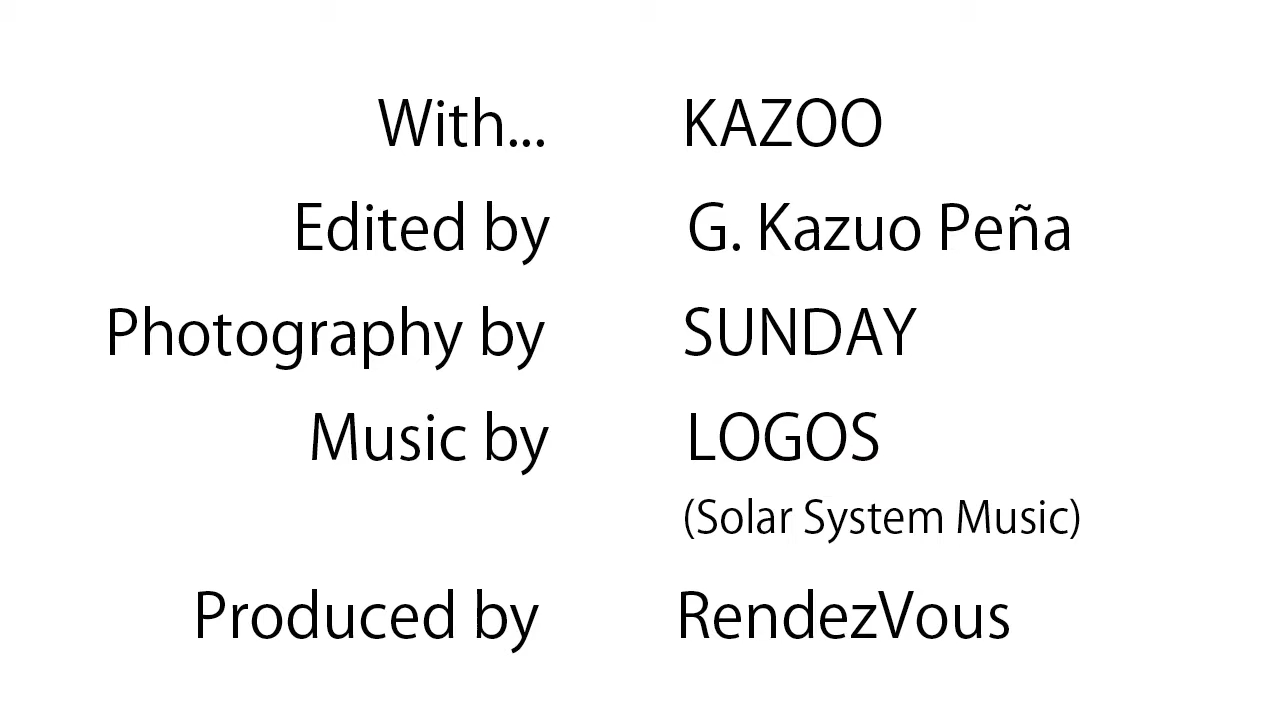 With... KAZOO
Edited by G. Kazuo Peña
Photography by SUNDAY
Music by LOGOS
(Solar System Music)
Produced by RendezVous